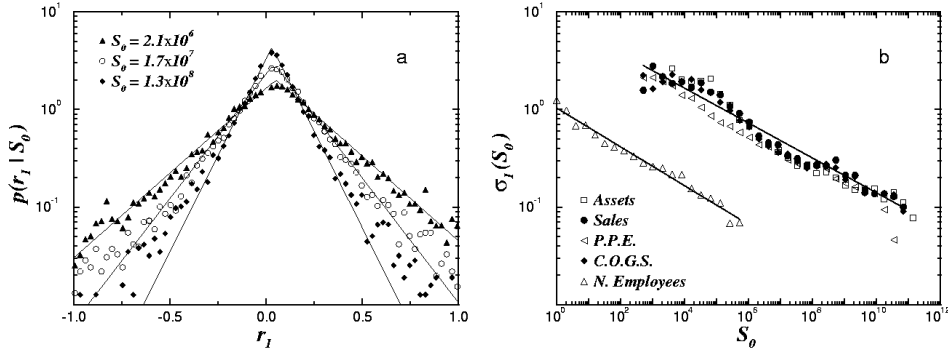 a
▲ S₀ = 2.1x10⁶
○ S₀ = 1.7x10⁷
◆ S₀ = 1.3x10⁸
p(r₁ | S₀)
10¹
10⁰
10⁻¹
-1.0 -0.5 0.0 0.5 1.0
r₁
b
σ₁(S₀)
10¹
10⁰
10⁻¹
□ Assets
● Sales
◁ P.P.E.
◆ C.O.G.S.
△ N. Employees
10⁰ 10² 10⁴ 10⁶ 10⁸ 10¹⁰ 10¹²
S₀